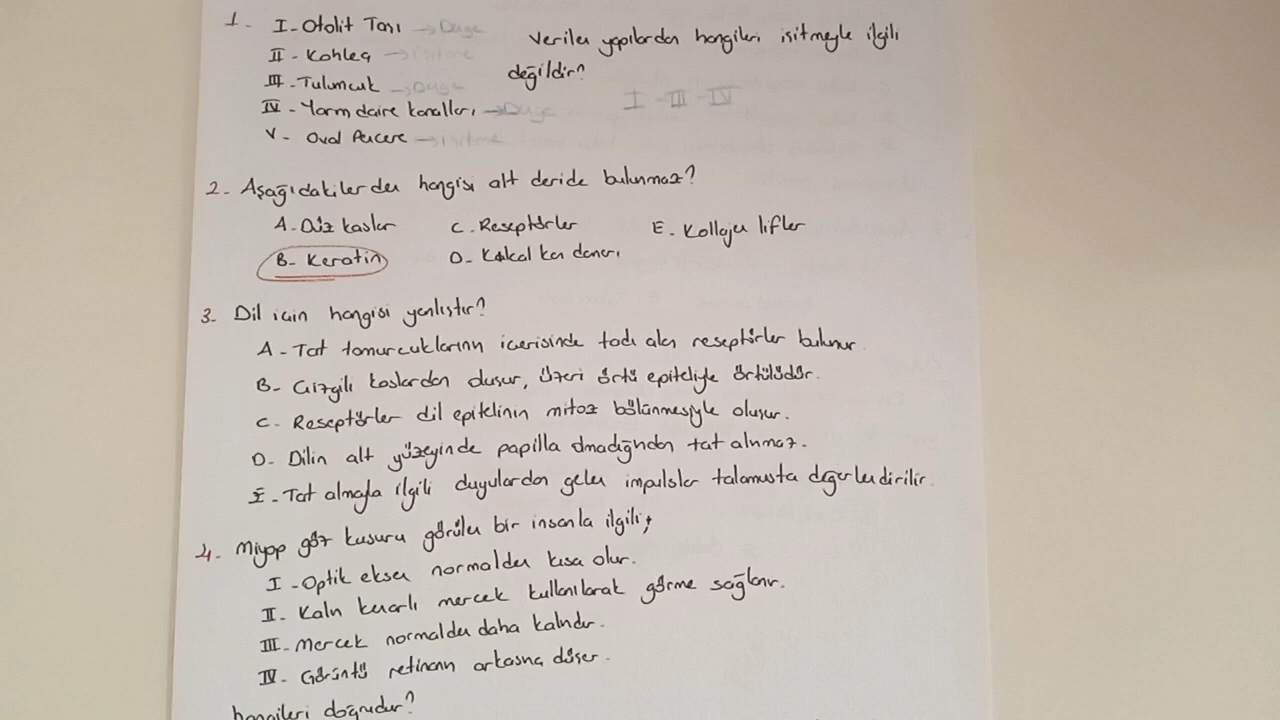 1. I- Otolit Taşı → Denge
II- Kohlea → işitme
III- Tulumcuk → Denge
IV- Yarım daire kanalları → Denge
V- Oval Pencere → işitme
Verilen yapılardan hangileri işitmeyle ilgili
değildir?
I - III - IV
2- Aşağıdakilerden hangisi alt deride bulunmaz?
A. Düz kaslar C. Reseptörler E. Kollajen lifler
B- Keratin D- Kılcal kan damarı
3- Dil için hangisi yanlıştır?
A- Tat tomurcuklarının içerisinde tadı alan reseptörler bulunur.
B- Çizgili kaslardan oluşur, üzeri örtü epiteliyle örtülüdür.
C- Reseptörler dil epitelinin mitoz bölünmesiyle oluşur.
D- Dilin alt yüzeyinde papilla olmadığından tat alınmaz.
E- Tat almayla ilgili duyulardan gelen impulslar talamusta değerlendirilir.
4. Miyop göz kusuru görülen bir insanla ilgili;
I- Optik eksen normalden kısa olur.
II. Kalın kenarlı mercek kullanılarak görme sağlanır.
III- Mercek normalden daha kalındır.
IV- Görüntü retinanın arkasına düşer.
hangileri doğrudur?